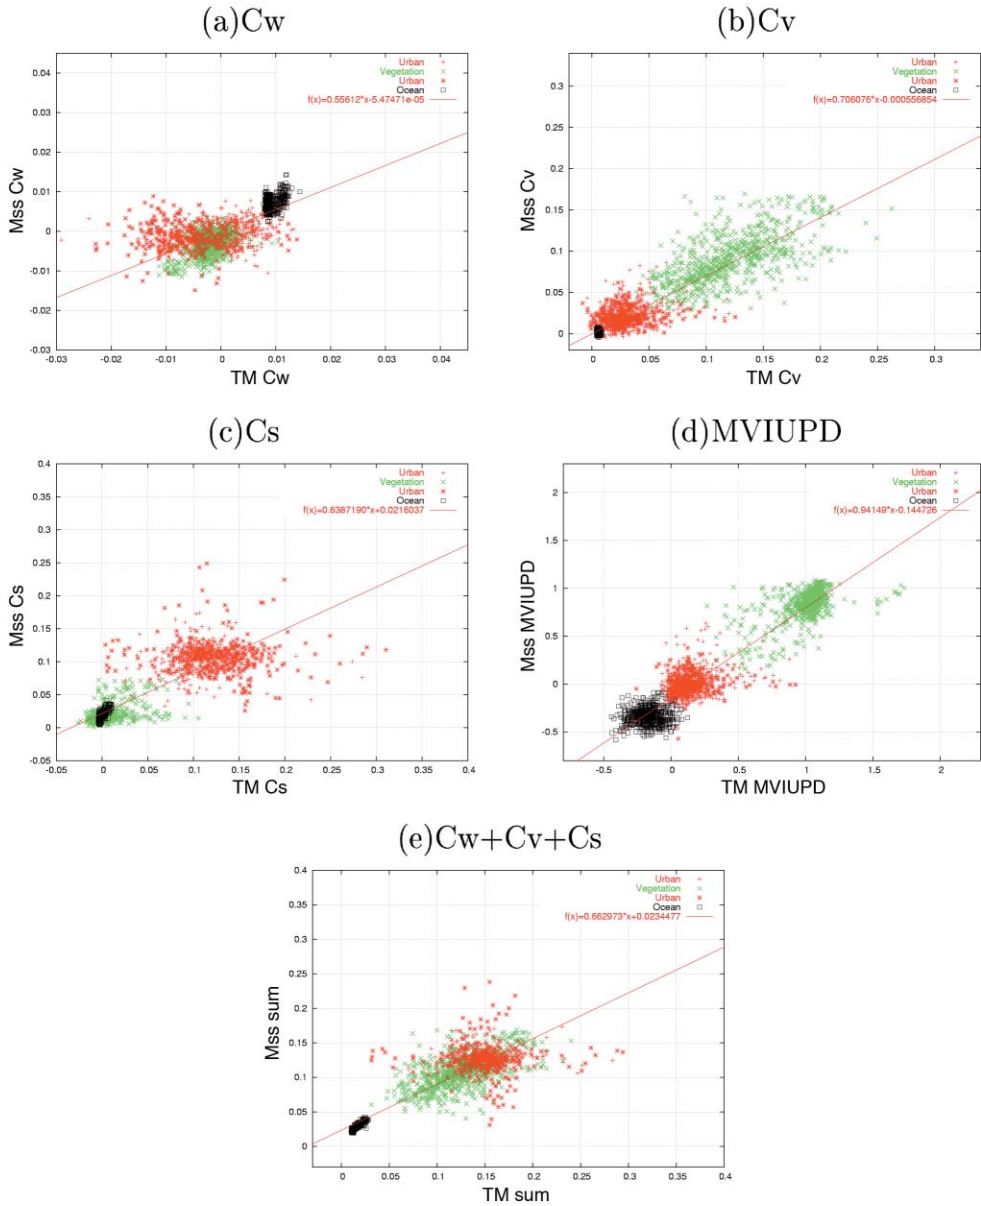 (a)Cw
Urban
Vegetation
Urban
Ocean
f(x)=0.55612*x-5.47471e-05
0.04
0.03
0.02
0.01
0
-0.01
-0.02
-0.03
Mss Cw
-0.03 -0.02 -0.01 0 0.01 0.02 0.03 0.04
TM Cw
(b)Cv
Urban
Vegetation
Urban
Ocean
f(x)=0.706076*x-0.000556854
0.3
0.25
0.2
0.15
0.1
0.05
0
Mss Cv
0 0.05 0.1 0.15 0.2 0.25 0.3
TM Cv
(c)Cs
Urban
Vegetation
Urban
Ocean
f(x)=0.6387190*x+0.0216037
0.4
0.35
0.3
0.25
0.2
0.15
0.1
0.05
0
-0.05
Mss Cs
-0.05 0 0.05 0.1 0.15 0.2 0.25 0.3 0.35 0.4
TM Cs
(d)MVIUPD
Urban
Vegetation
Urban
Ocean
f(x)=0.94149*x-0.144726
2
1.5
1
0.5
0
-0.5
Mss MVIUPD
-0.5 0 0.5 1 1.5 2
TM MVIUPD
(e)Cw+Cv+Cs
Urban
Vegetation
Urban
Ocean
f(x)=0.662973*x+0.0234477
0.4
0.35
0.3
0.25
0.2
0.15
0.1
0.05
0
Mss sum
0 0.05 0.1 0.15 0.2 0.25 0.3 0.35 0.4
TM sum